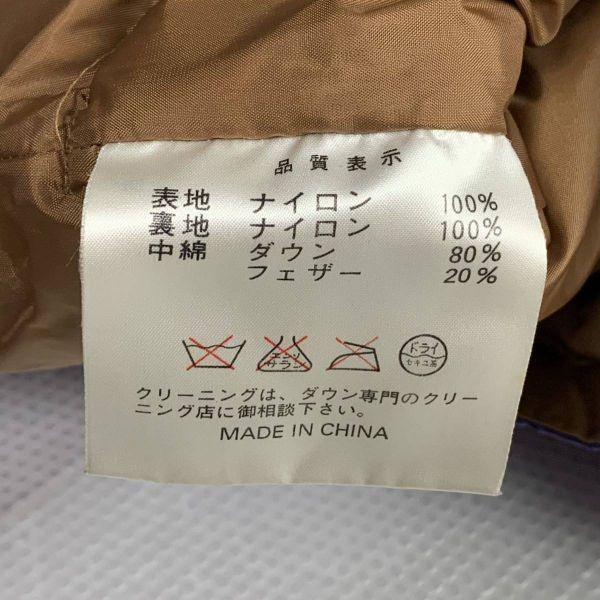 品質表示
表地 ナイロン 100%
裏地 ナイロン 100%
中綿 ダウン 80%
フェザー 20%
エンソ
サラシ
ドライ
セキユ系
クリーニングは、ダウン専門のクリー
ニング店に御相談下さい。
MADE IN CHINA